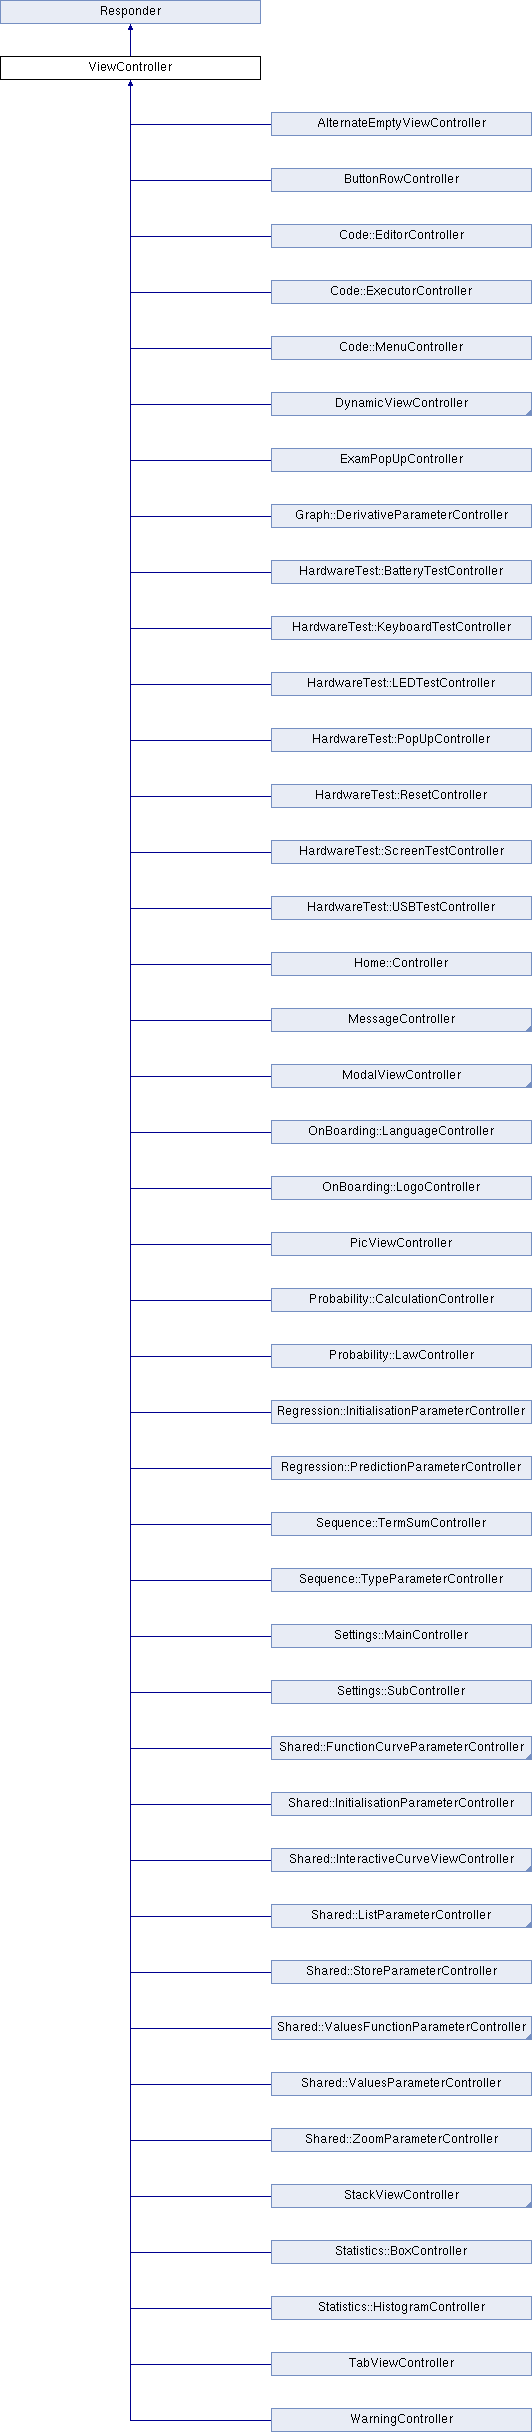 Responder
ViewController
AlternateEmptyViewController
ButtonRowController
Code::EditorController
Code::ExecutorController
Code::MenuController
DynamicViewController
ExamPopUpController
Graph::DerivativeParameterController
HardwareTest::BatteryTestController
HardwareTest::KeyboardTestController
HardwareTest::LEDTestController
HardwareTest::PopUpController
HardwareTest::ResetController
HardwareTest::ScreenTestController
HardwareTest::USBTestController
Home::Controller
MessageController
ModalViewController
OnBoarding::LanguageController
OnBoarding::LogoController
PicViewController
Probability::CalculationController
Probability::LawController
Regression::InitialisationParameterController
Regression::PredictionParameterController
Sequence::TermSumController
Sequence::TypeParameterController
Settings::MainController
Settings::SubController
Shared::FunctionCurveParameterController
Shared::InitialisationParameterController
Shared::InteractiveCurveViewController
Shared::ListParameterController
Shared::StoreParameterController
Shared::ValuesFunctionParameterController
Shared::ValuesParameterController
Shared::ZoomParameterController
StackViewController
Statistics::BoxController
Statistics::HistogramController
TabViewController
WarningController